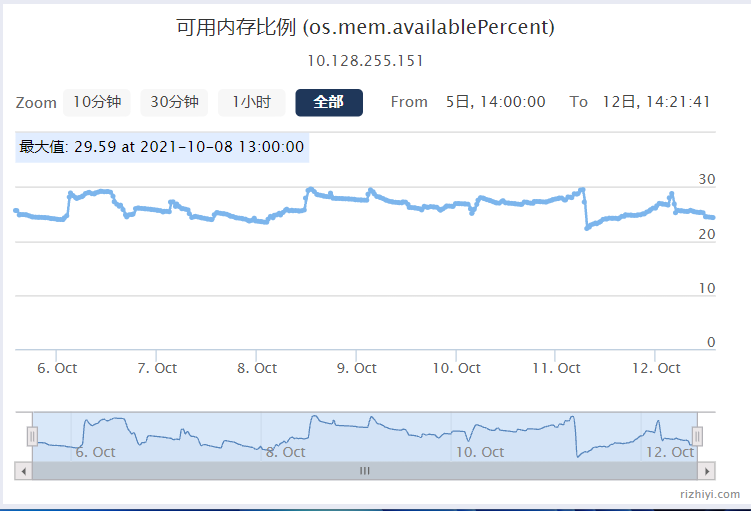 可用内存比例 (os.mem.availablePercent)
10.128.255.151
Zoom 10分钟 30分钟 1小时 全部 From 5日, 14:00:00 To 12日, 14:21:41
最大值: 29.59 at 2021-10-08 13:00:00
30
20
10
0
6. Oct 7. Oct 8. Oct 9. Oct 10. Oct 11. Oct 12. Oct
6. Oct 8. Oct 10. Oct 12. Oct
rizhiyi.com